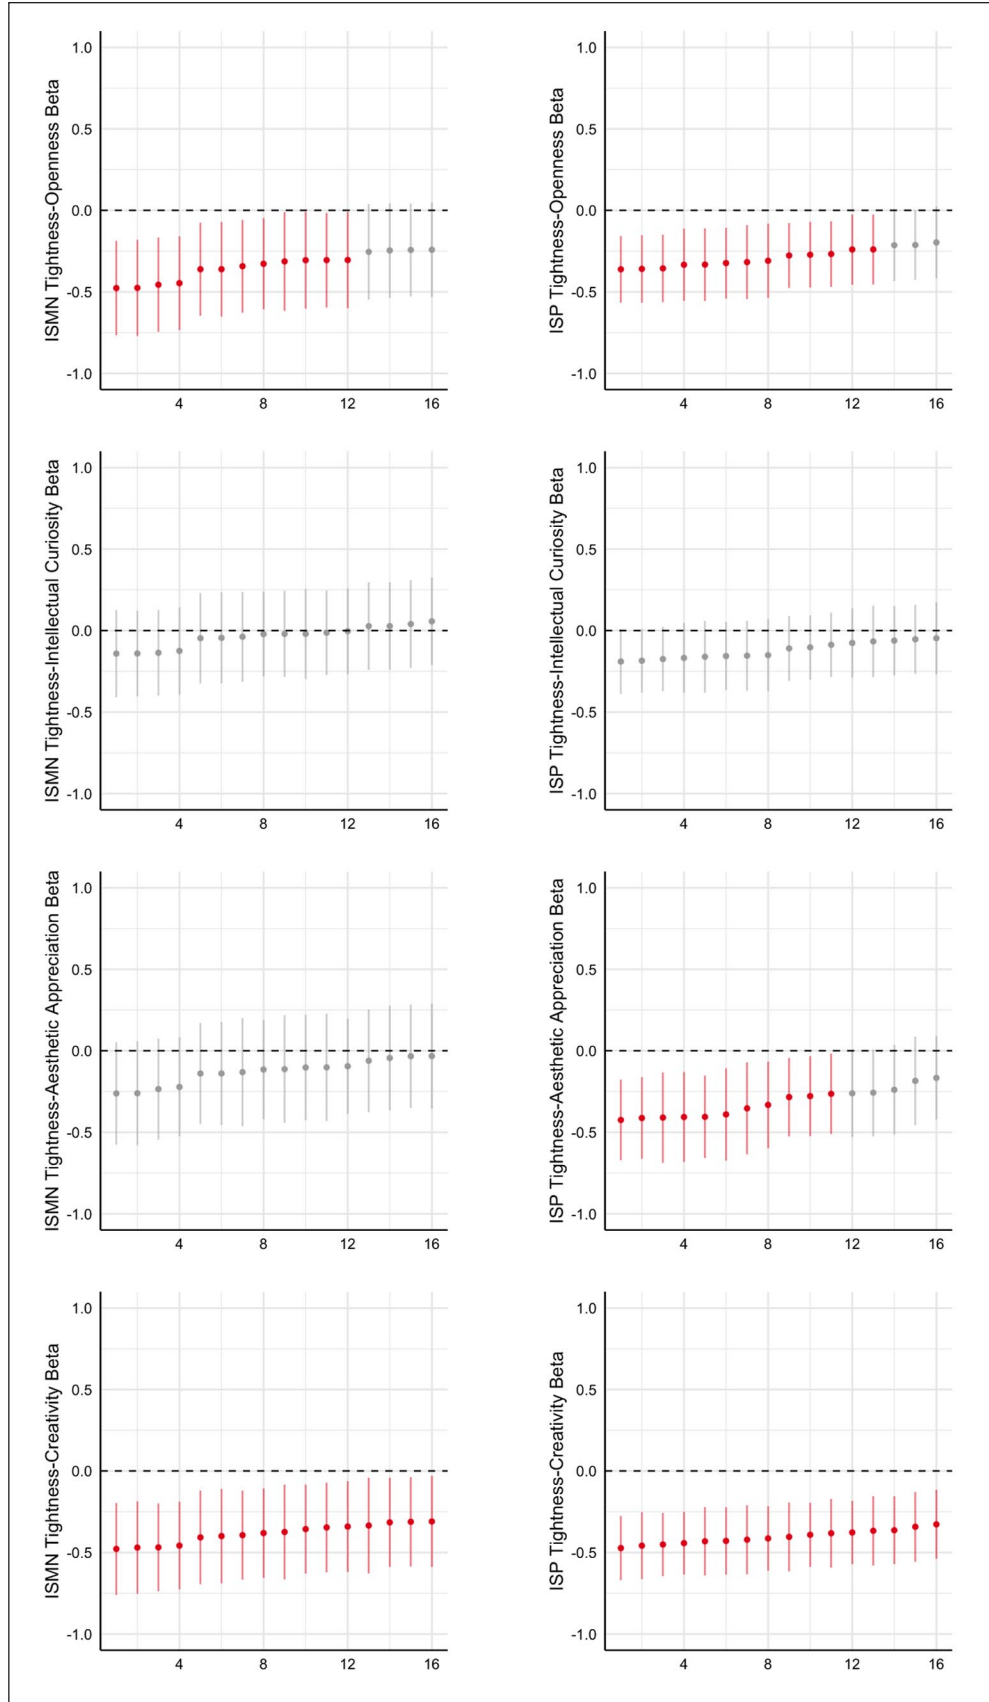 ISMN Tightness-Openness Beta
1.0
0.5
0.0
-0.5
-1.0
4 8 12 16
ISP Tightness-Openness Beta
1.0
0.5
0.0
-0.5
-1.0
4 8 12 16
ISMN Tightness-Intellectual Curiosity Beta
1.0
0.5
0.0
-0.5
-1.0
4 8 12 16
ISP Tightness-Intellectual Curiosity Beta
1.0
0.5
0.0
-0.5
-1.0
4 8 12 16
ISMN Tightness-Aesthetic Appreciation Beta
1.0
0.5
0.0
-0.5
-1.0
4 8 12 16
ISP Tightness-Aesthetic Appreciation Beta
1.0
0.5
0.0
-0.5
-1.0
4 8 12 16
ISMN Tightness-Creativity Beta
1.0
0.5
0.0
-0.5
-1.0
4 8 12 16
ISP Tightness-Creativity Beta
1.0
0.5
0.0
-0.5
-1.0
4 8 12 16